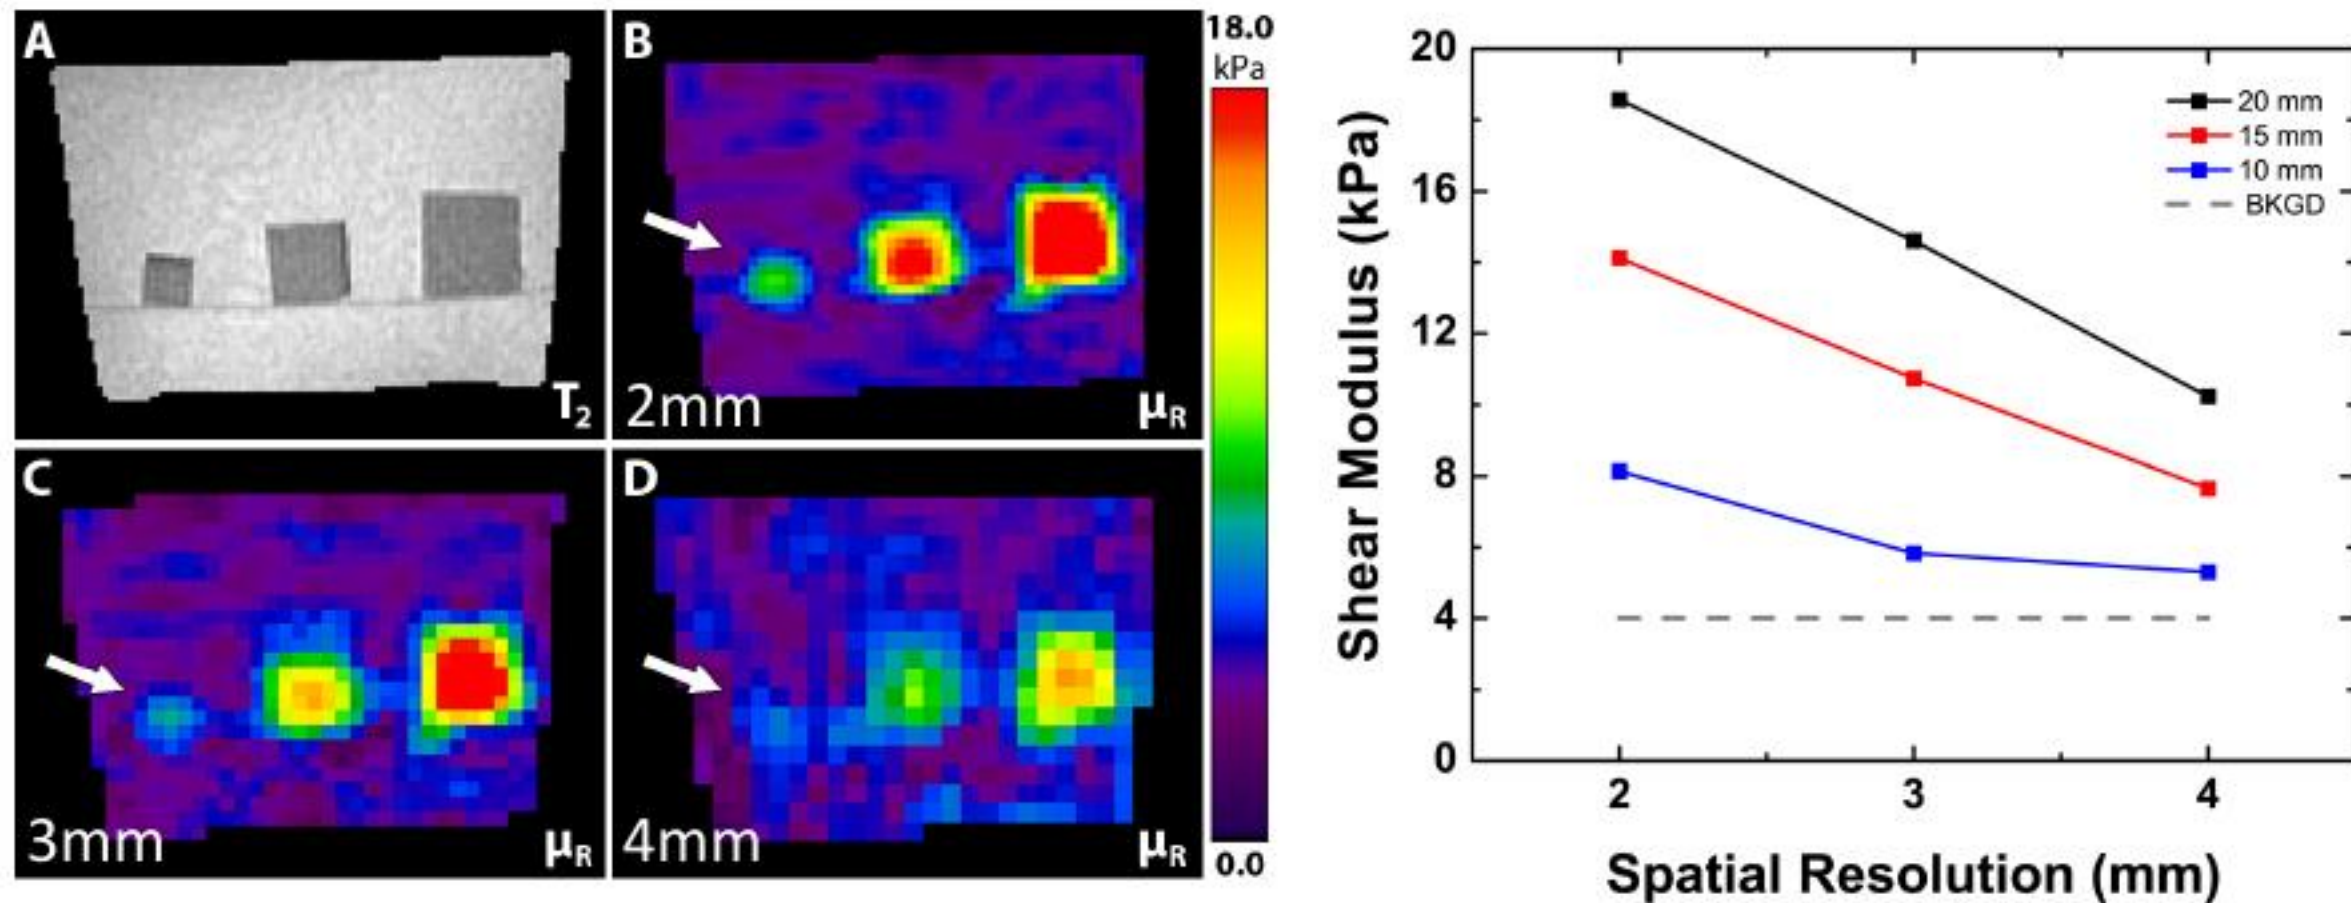 A
T2
B
2mm
μR
18.0
kPa
0.0
C
3mm
μR
D
4mm
μR
Shear Modulus (kPa)
20
16
12
8
4
0
20 mm
15 mm
10 mm
BKGD
2 3 4
Spatial Resolution (mm)